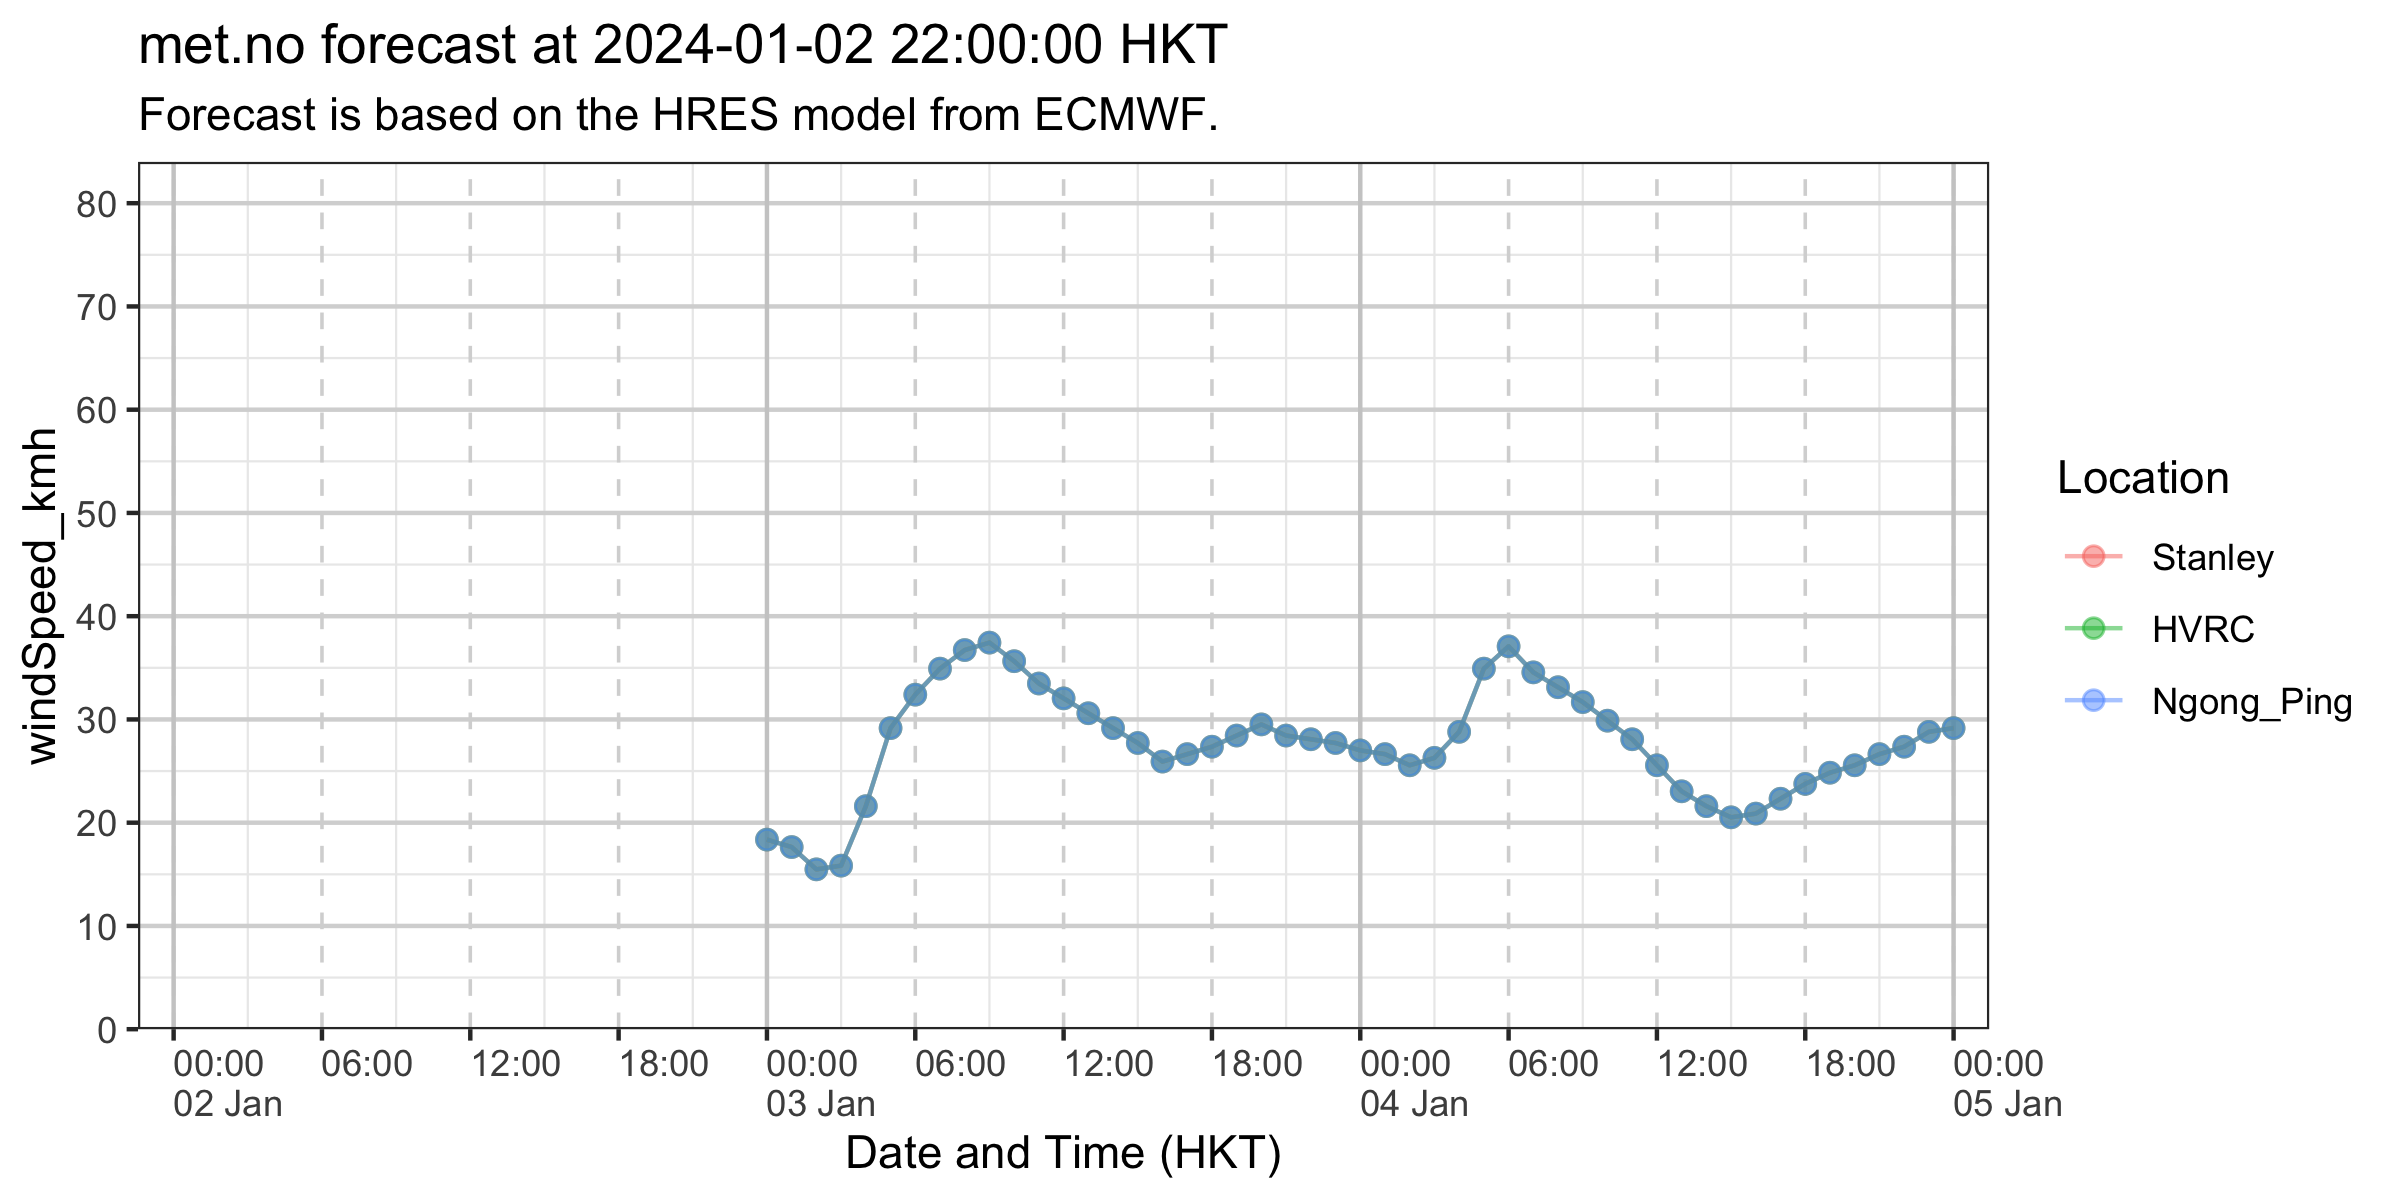 met.no forecast at 2024-01-02 22:00:00 HKT
Forecast is based on the HRES model from ECMWF.
windSpeed_kmh
80
70
60
50
40
30
20
10
0
00:00 06:00 12:00 18:00 00:00 06:00 12:00 18:00 00:00 06:00 12:00 18:00 00:00
02 Jan 03 Jan 04 Jan 05 Jan
Date and Time (HKT)
Location
Stanley
HVRC
Ngong_Ping